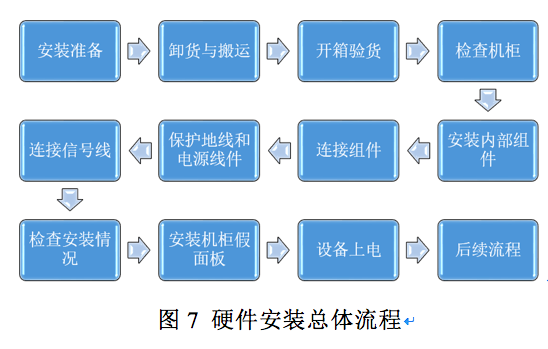 安装准备
卸货与搬运
开箱验货
检查机柜
连接信号线
保护地线和
电源线件
连接组件
安装内部组
件
检查安装情
况
安装机柜假
面板
设备上电
后续流程
图 7 硬件安装总体流程